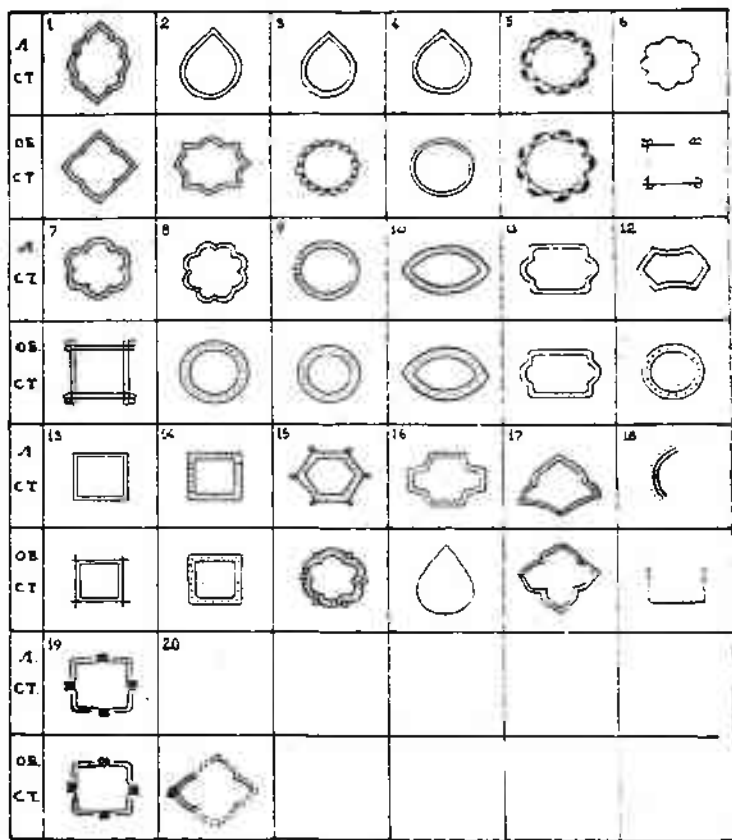 1 2 3 4 5 6
Л
СТ
ОБ.
СТ
7 8 9 10 11 12
Л
СТ.
ОБ.
СТ.
13 14 15 16 17 18
Л
СТ
ОБ
СТ
19 20
Л.
СТ.
ОБ.
СТ.